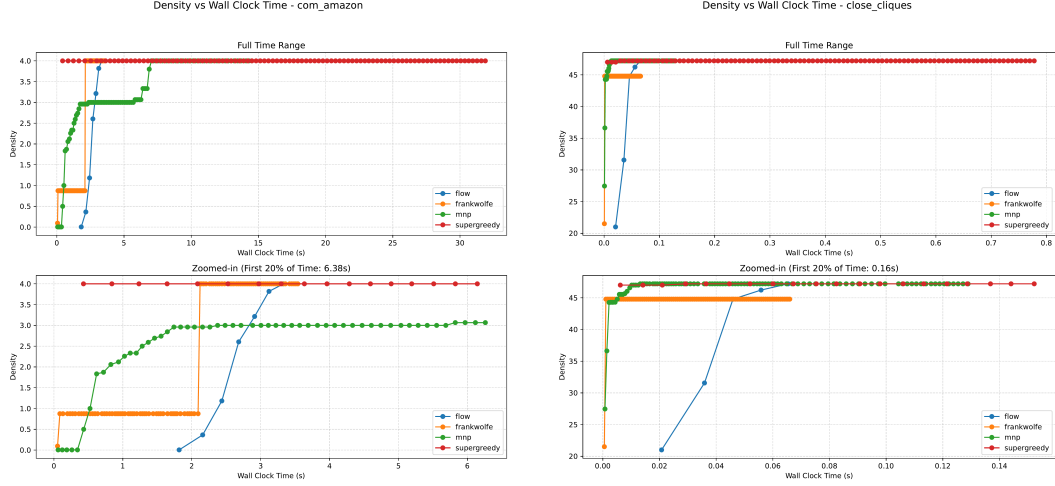 Density vs Wall Clock Time - com_amazon
Full Time Range
4.0
3.5
3.0
2.5
2.0
1.5
1.0
0.5
0.0
Density
0
5
10
15
20
25
30
Wall Clock Time (s)
flow
frankwolfe
mnp
supergreedy
Zoomed-in (First 20% of Time: 6.38s)
4.0
3.5
3.0
2.5
2.0
1.5
1.0
0.5
0.0
Density
0
1
2
3
4
5
6
Wall Clock Time (s)
flow
frankwolfe
mnp
supergreedy
Density vs Wall Clock Time - close_cliques
Full Time Range
45
40
35
30
25
20
Density
0.0
0.1
0.2
0.3
0.4
0.5
0.6
0.7
0.8
Wall Clock Time (s)
flow
frankwolfe
mnp
supergreedy
Zoomed-in (First 20% of Time: 0.16s)
45
40
35
30
25
20
Density
0.00
0.02
0.04
0.06
0.08
0.10
0.12
0.14
Wall Clock Time (s)
flow
frankwolfe
mnp
supergreedy